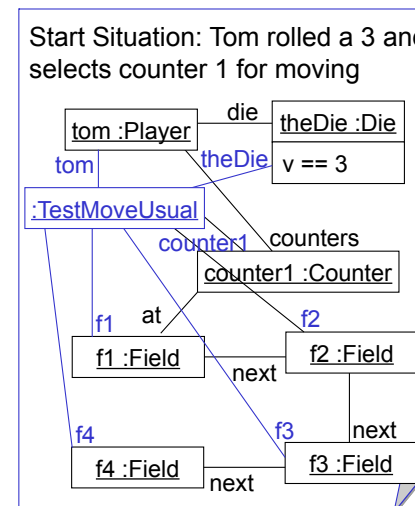 Start Situation: Tom rolled a 3 and
selects counter 1 for moving
die
tom :Player
theDie :Die
tom
theDie
v == 3
:TestMoveUsual
counter1
counters
counter1 :Counter
at
f1
f2
f1 :Field
f2 :Field
next
f4
f3
next
f4 :Field
f3 :Field
next